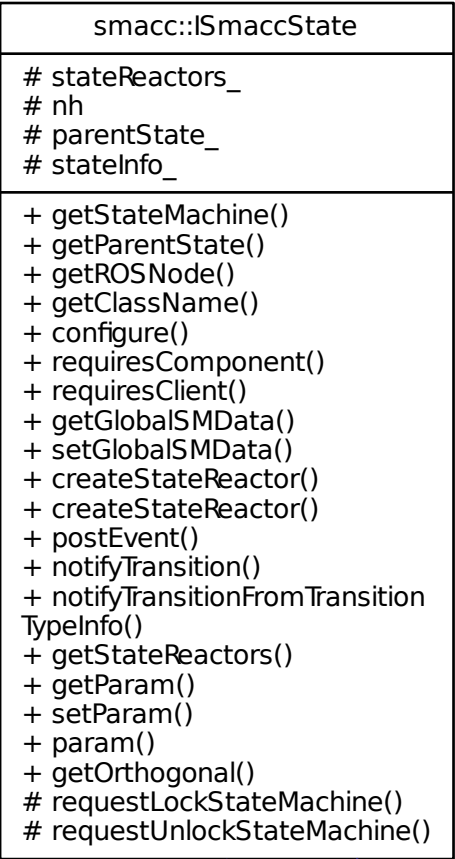 smacc::ISmaccState
# stateReactors_
# nh
# parentState_
# stateInfo_
+ getStateMachine()
+ getParentState()
+ getROSNode()
+ getClassName()
+ configure()
+ requiresComponent()
+ requiresClient()
+ getGlobalSMData()
+ setGlobalSMData()
+ createStateReactor()
+ createStateReactor()
+ postEvent()
+ notifyTransition()
+ notifyTransitionFromTransition
TypeInfo()
+ getStateReactors()
+ getParam()
+ setParam()
+ param()
+ getOrthogonal()
# requestLockStateMachine()
# requestUnlockStateMachine()